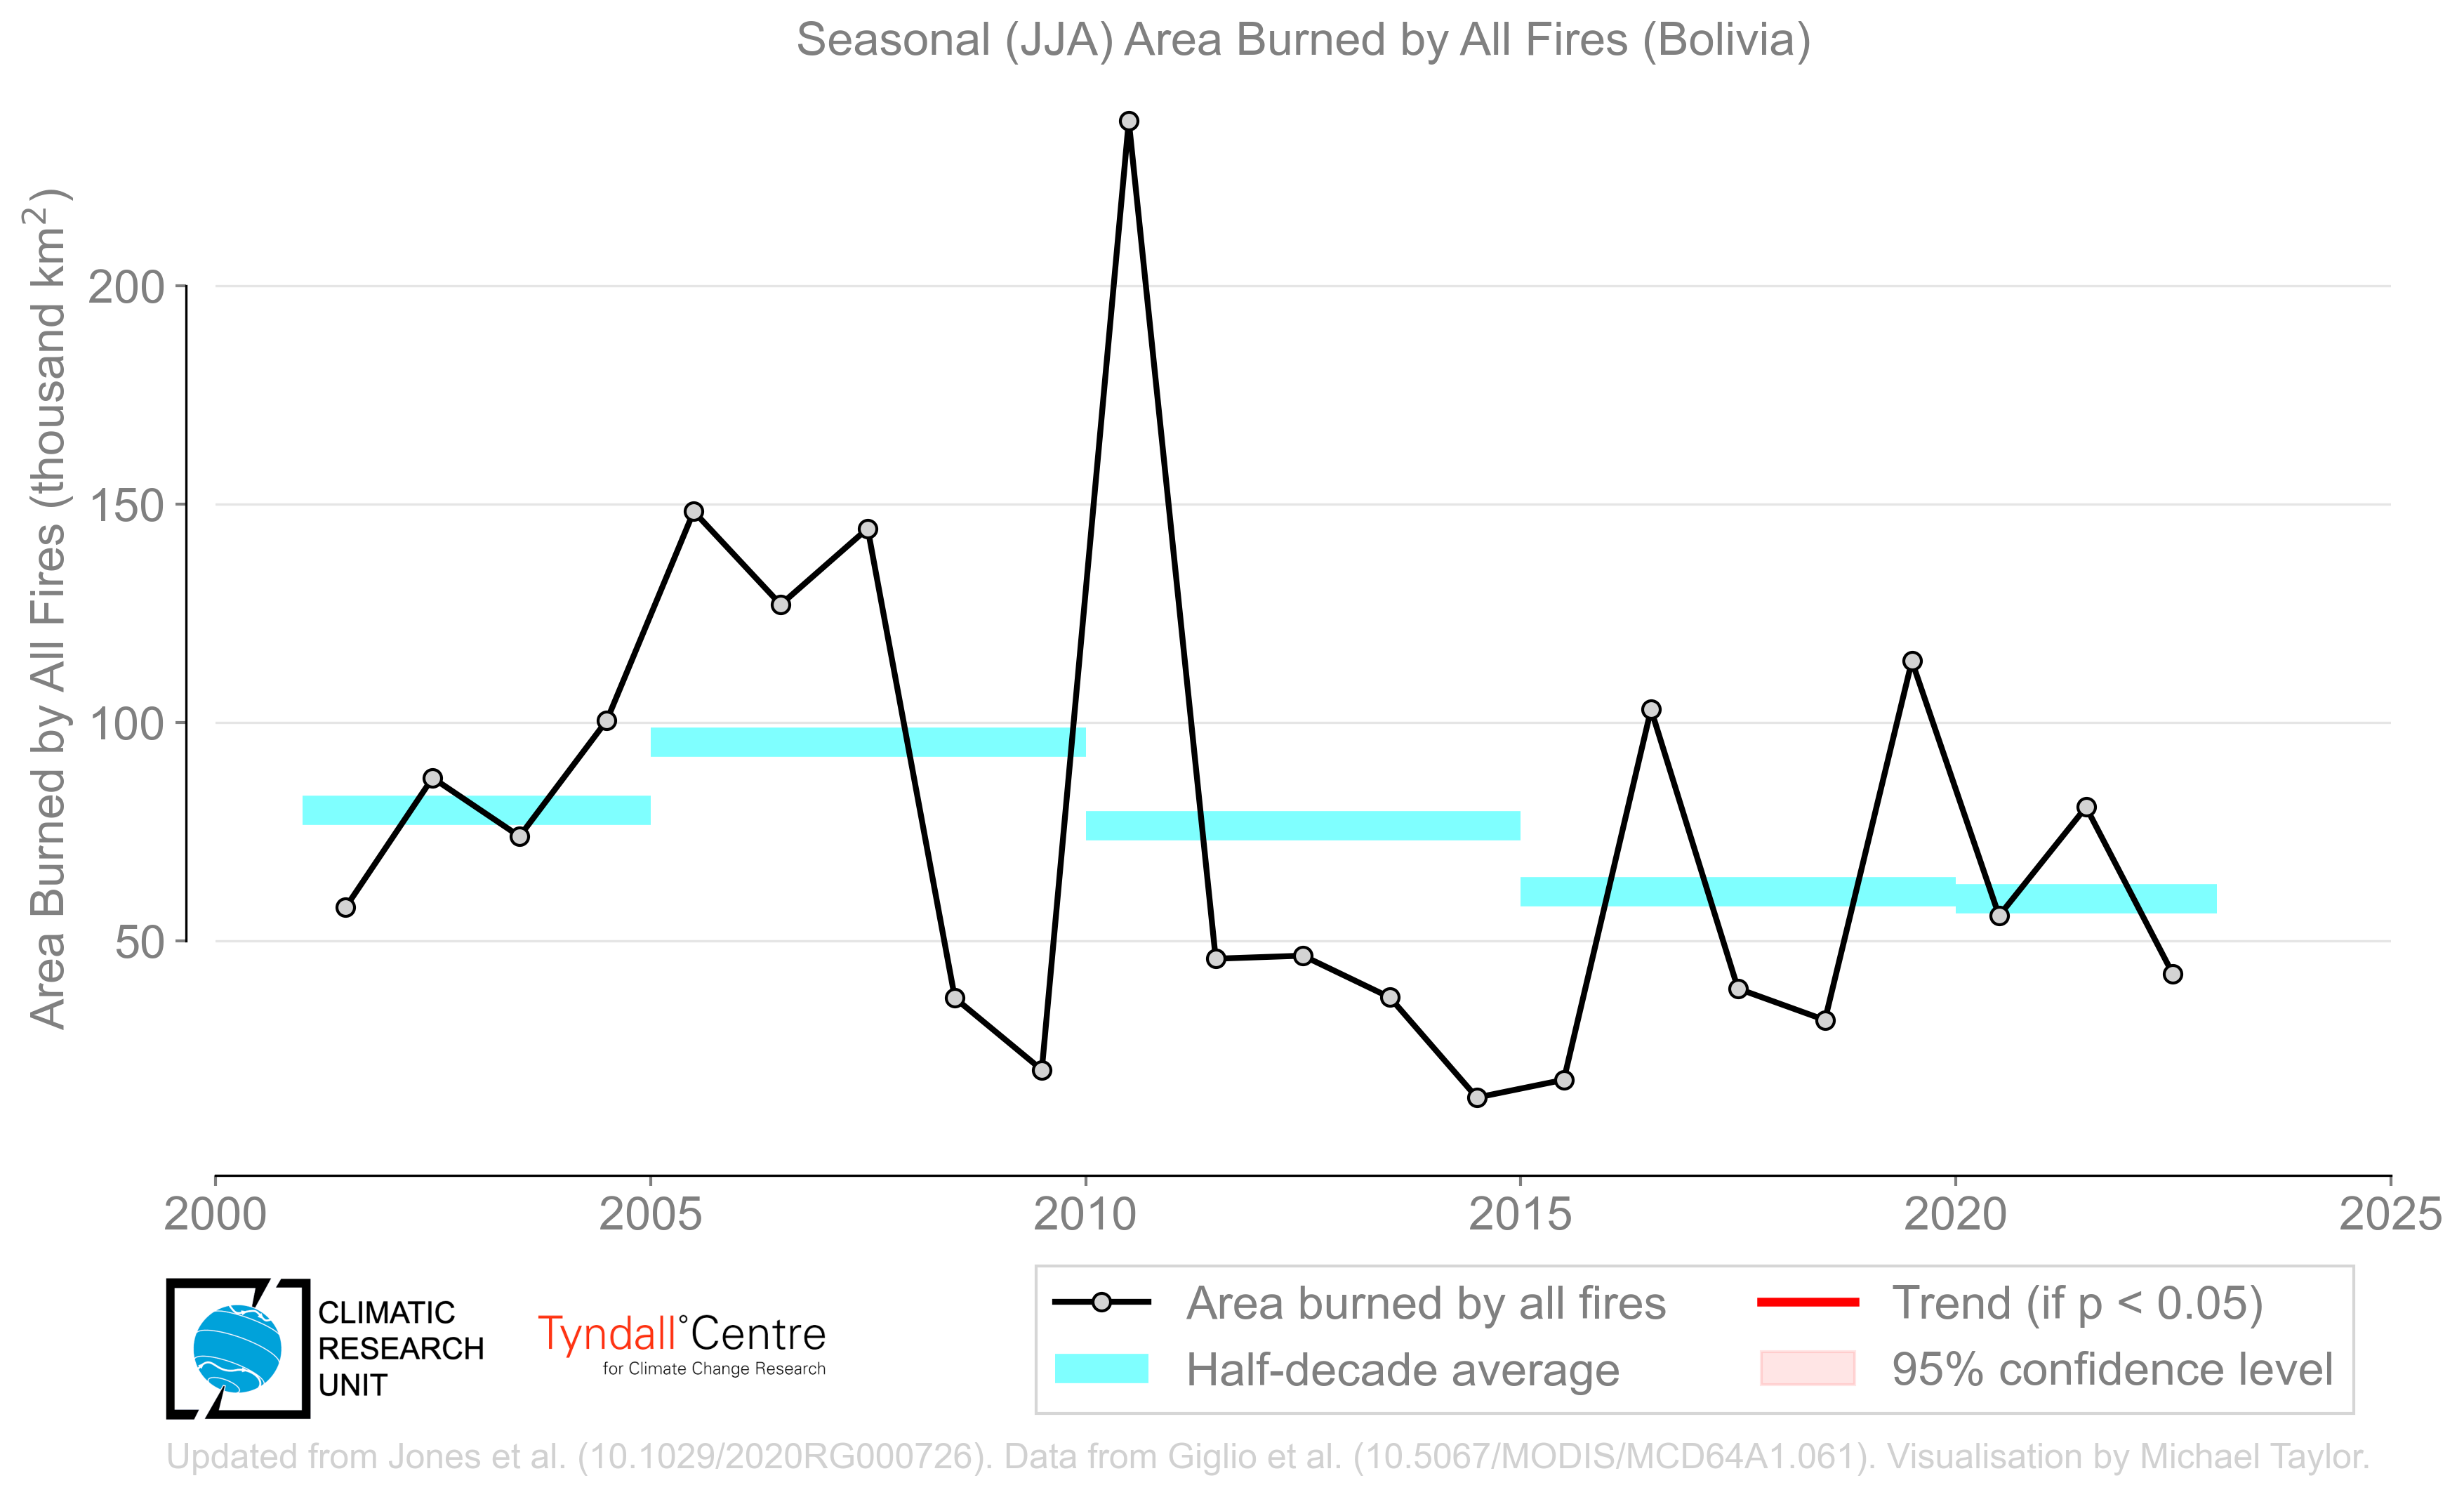 Seasonal (JJA) Area Burned by All Fires (Bolivia)
Area Burned by All Fires (thousand km²)
200
150
100
50
2000 2005 2010 2015 2020 2025
CLIMATIC
RESEARCH
UNIT
Tyndall°Centre
for Climate Change Research
Area burned by all fires
Half-decade average
Trend (if p < 0.05)
95% confidence level
Updated from Jones et al. (10.1029/2020RG000726). Data from Giglio et al. (10.5067/MODIS/MCD64A1.061). Visualisation by Michael Taylor.